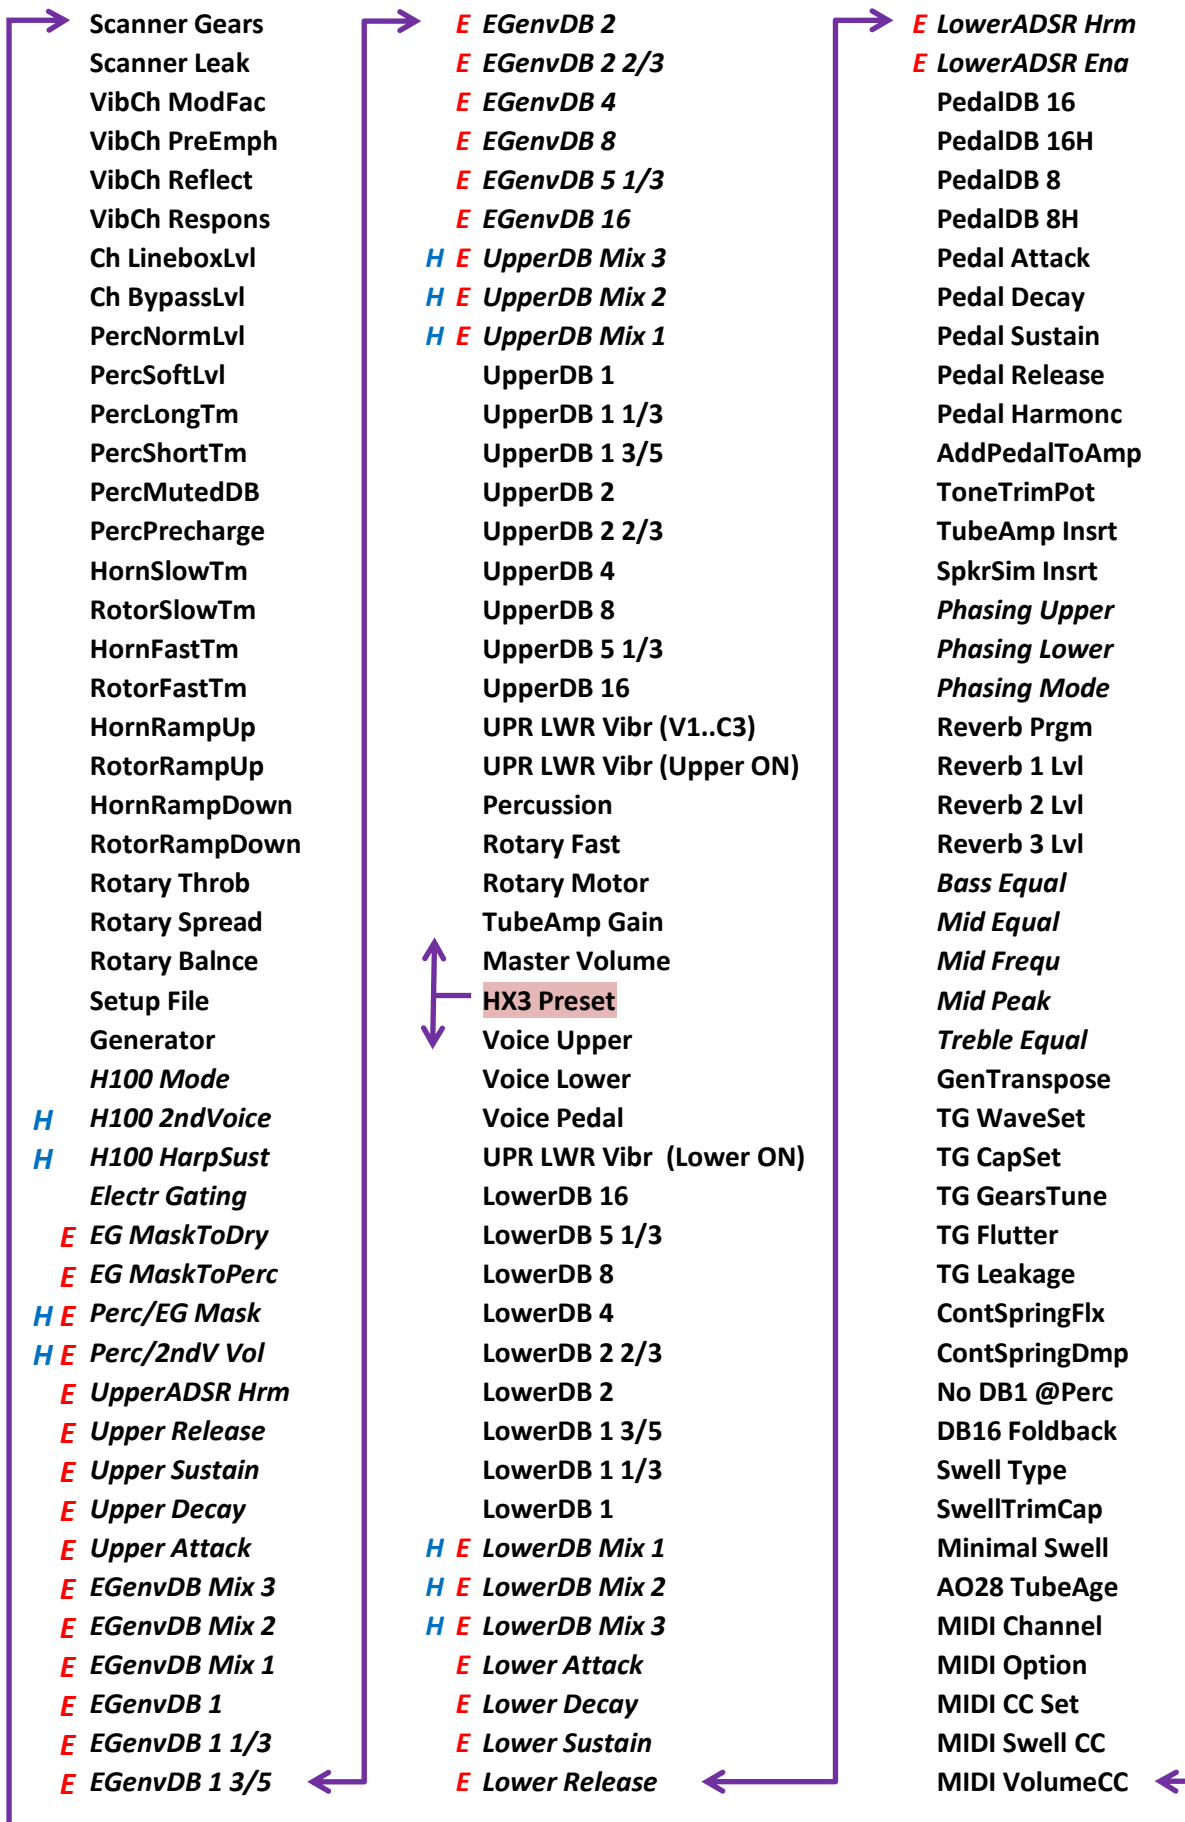 Scanner Gears
Scanner Leak
VibCh ModFac
VibCh PreEmph
VibCh Reflect
VibCh Respons
Ch LineboxLvl
Ch BypassLvl
PercNormLvl
PercSoftLvl
PercLongTm
PercShortTm
PercMutedDB
PercPrecharge
HornSlowTm
RotorSlowTm
HornFastTm
RotorFastTm
HornRampUp
RotorRampUp
HornRampDown
RotorRampDown
Rotary Throb
Rotary Spread
Rotary Balnce
Setup File
Generator
H100 Mode
H H100 2ndVoice
H H100 HarpSust
Electr Gating
E EG MaskToDry
E EG MaskToPerc
H E Perc/EG Mask
H E Perc/2ndV Vol
E UpperADSR Hrm
E Upper Release
E Upper Sustain
E Upper Decay
E Upper Attack
E EGenvDB Mix 3
E EGenvDB Mix 2
E EGenvDB Mix 1
E EGenvDB 1
E EGenvDB 1 1/3
E EGenvDB 1 3/5
E EGenvDB 2
E EGenvDB 2 2/3
E EGenvDB 4
E EGenvDB 8
E EGenvDB 5 1/3
E EGenvDB 16
H E UpperDB Mix 3
H E UpperDB Mix 2
H E UpperDB Mix 1
UpperDB 1
UpperDB 1 1/3
UpperDB 1 3/5
UpperDB 2
UpperDB 2 2/3
UpperDB 4
UpperDB 8
UpperDB 5 1/3
UpperDB 16
UPR LWR Vibr (V1..C3)
UPR LWR Vibr (Upper ON)
Percussion
Rotary Fast
Rotary Motor
TubeAmp Gain
Master Volume
HX3 Preset
Voice Upper
Voice Lower
Voice Pedal
UPR LWR Vibr (Lower ON)
LowerDB 16
LowerDB 5 1/3
LowerDB 8
LowerDB 4
LowerDB 2 2/3
LowerDB 2
LowerDB 1 3/5
LowerDB 1 1/3
LowerDB 1
H E LowerDB Mix 1
H E LowerDB Mix 2
H E LowerDB Mix 3
E Lower Attack
E Lower Decay
E Lower Sustain
E Lower Release
E LowerADSR Hrm
E LowerADSR Ena
PedalDB 16
PedalDB 16H
PedalDB 8
PedalDB 8H
Pedal Attack
Pedal Decay
Pedal Sustain
Pedal Release
Pedal Harmonc
AddPedalToAmp
ToneTrimPot
TubeAmp Insrt
SpkrSim Insrt
Phasing Upper
Phasing Lower
Phasing Mode
Reverb Prgm
Reverb 1 Lvl
Reverb 2 Lvl
Reverb 3 Lvl
Bass Equal
Mid Equal
Mid Frequ
Mid Peak
Treble Equal
GenTranspose
TG WaveSet
TG CapSet
TG GearsTune
TG Flutter
TG Leakage
ContSpringFlx
ContSpringDmp
No DB1 @Perc
DB16 Foldback
Swell Type
SwellTrimCap
Minimal Swell
AO28 TubeAge
MIDI Channel
MIDI Option
MIDI CC Set
MIDI Swell CC
MIDI VolumeCC